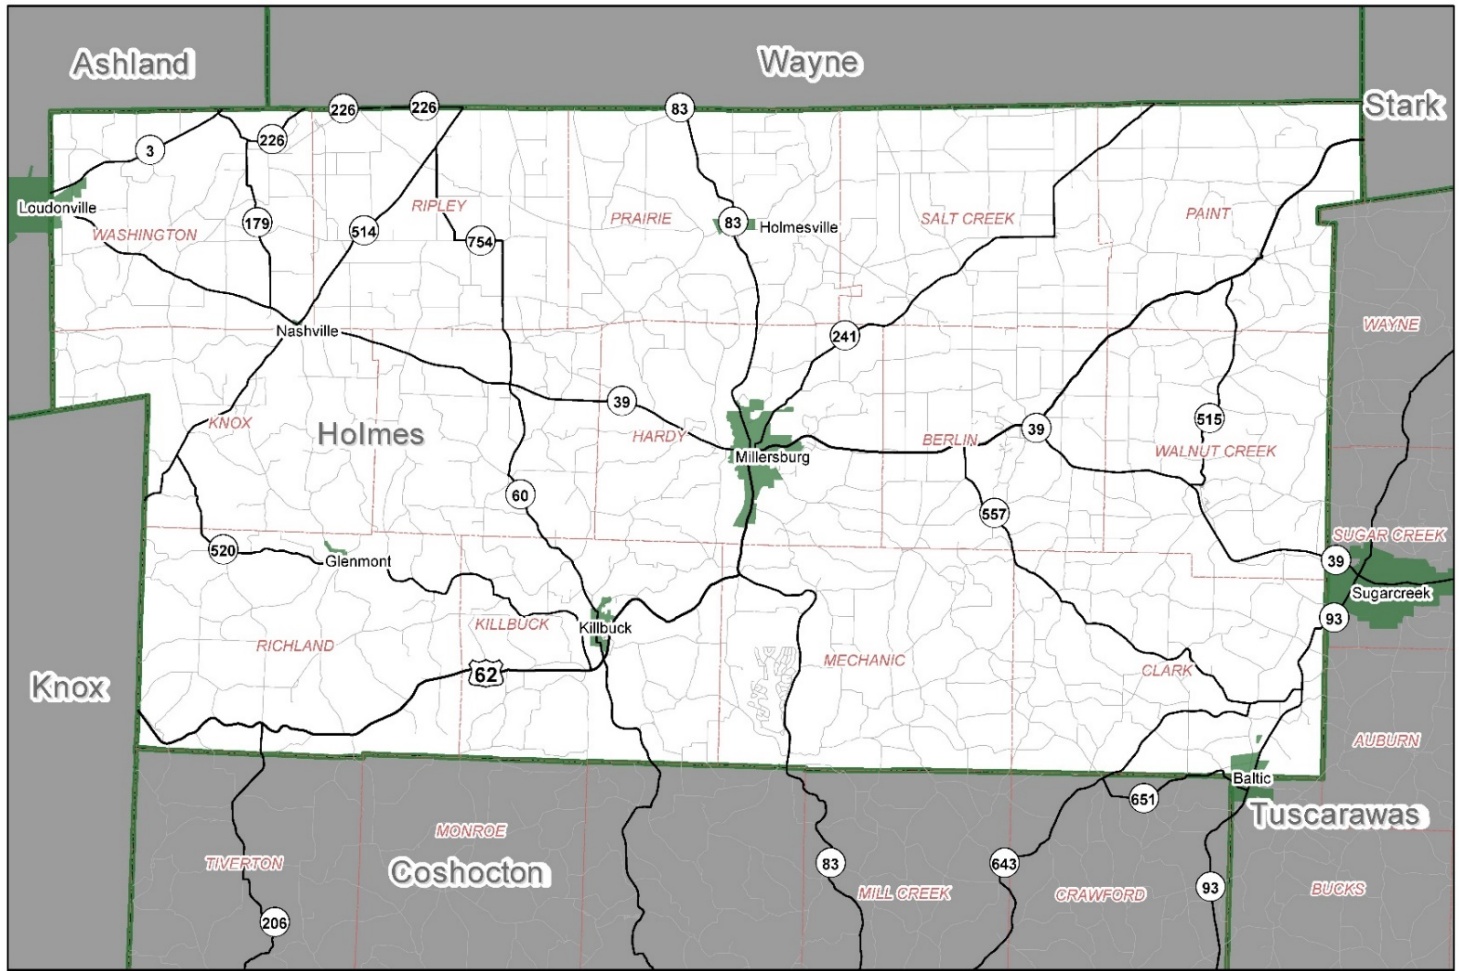 Ashland
Wayne
Stark
226
226
83
226
3
Loudonville
WASHINGTON
179
514
RIPLEY
754
PRAIRIE
83
Holmesville
SALT CREEK
PAINT
Nashville
241
WAYNE
39
KNOX
Holmes
HARDY
Millersburg
BERLIN
39
515
WALNUT CREEK
60
557
520
Glenmont
SUGAR CREEK
39
Sugarcreek
93
RICHLAND
KILLBUCK
Killbuck
62
MECHANIC
CLARK
Knox
AUBURN
Baltic
651
Tuscarawas
MONROE
TIVERTON
Coshocton
83
643
MILL CREEK
CRAWFORD
93
BUCKS
206